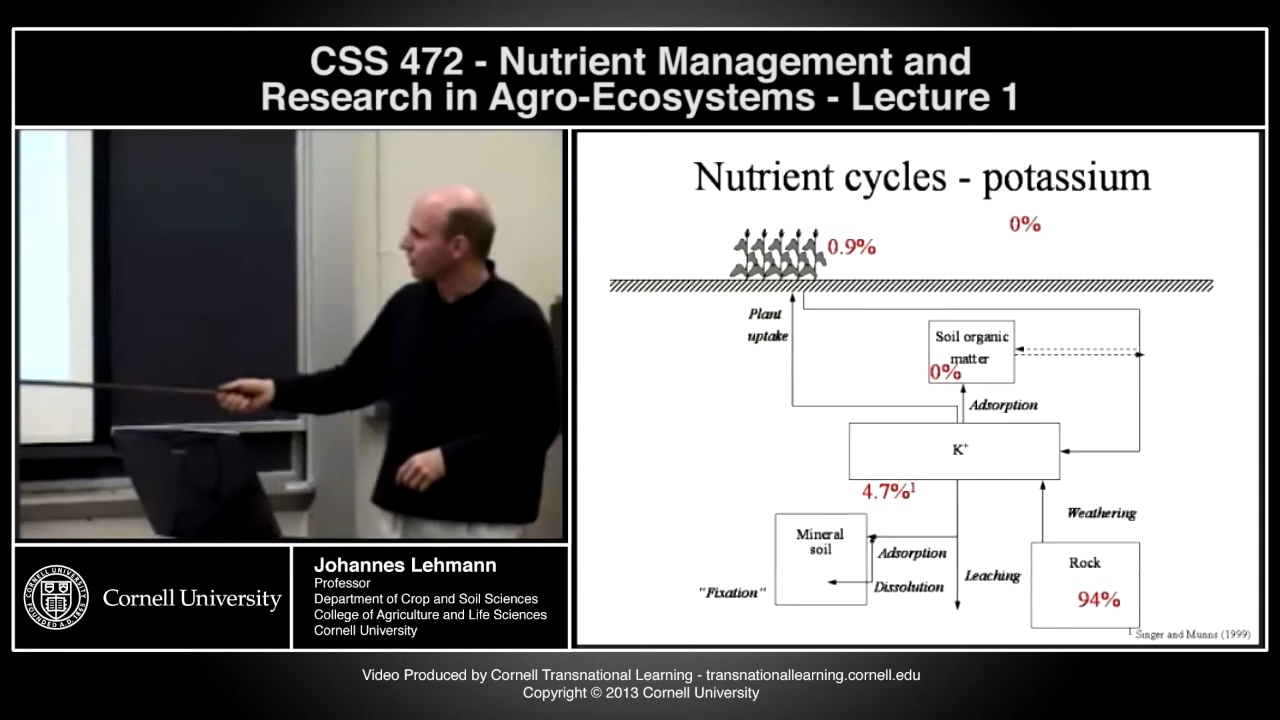 CSS 472 - Nutrient Management and
Research in Agro-Ecosystems - Lecture 1
Nutrient cycles - potassium
0%
0.9%
Plant
uptake
Soil organic
matter
0%
Adsorption
K+
4.7%1
Weathering
Mineral
soil
Adsorption
Rock
Leaching
Dissolution
"Fixation"
94%
1 Singer and Munns (1999)
Cornell University
Johannes Lehmann
Professor
Department of Crop and Soil Sciences
College of Agriculture and Life Sciences
Cornell University
Video Produced by Cornell Transnational Learning - transnationallearning.cornell.edu
Copyright © 2013 Cornell University